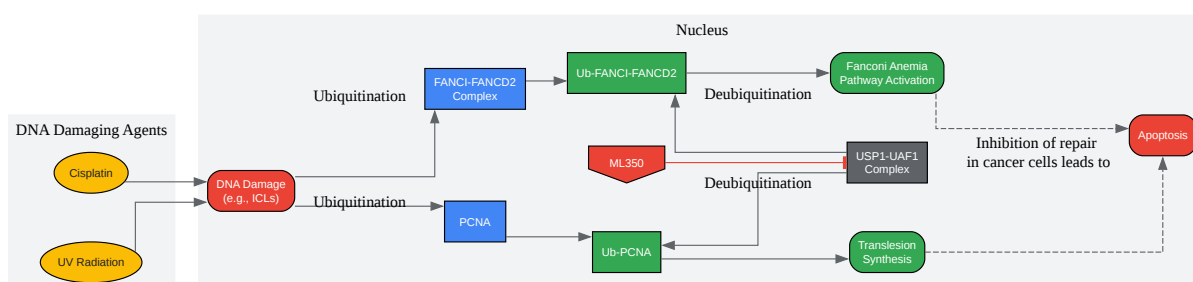 Nucleus
DNA Damaging Agents
Cisplatin
UV Radiation
DNA Damage
(e.g., ICLs)
Ubiquitination
Ubiquitination
FANCI-FANCD2
Complex
PCNA
Ub-FANCI-FANCD2
ML350
Ub-PCNA
Deubiquitination
Deubiquitination
Fanconi Anemia
Pathway Activation
USP1-UAF1
Complex
Translesion
Synthesis
Inhibition of repair
in cancer cells leads to
Apoptosis